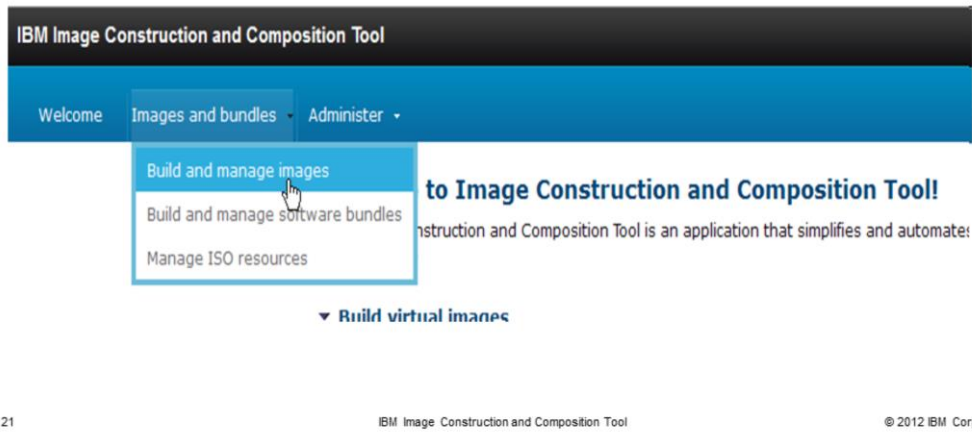 IBM Image Construction and Composition Tool
Welcome Images and bundles Administer
Build and manage images
Build and manage software bundles
Manage ISO resources
to Image Construction and Composition Tool!
Construction and Composition Tool is an application that simplifies and automates
Build virtual images
21 IBM Image Construction and Composition Tool © 2012 IBM Cor